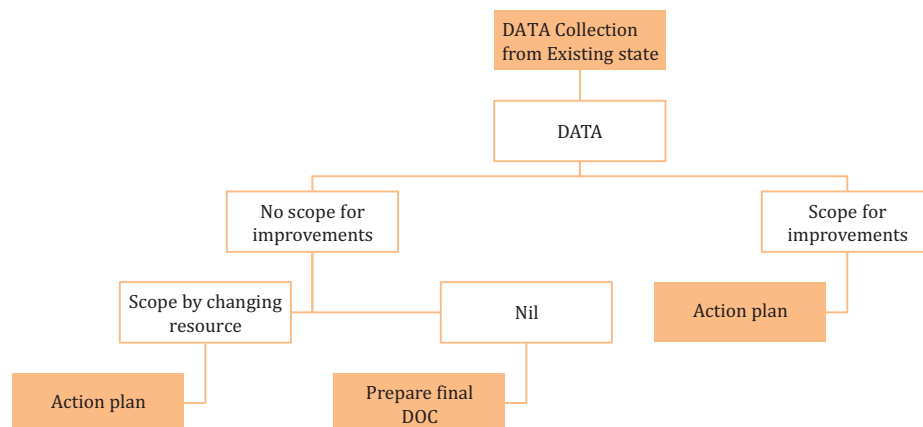 DATA Collection
from Existing state
DATA
No scope for
improvements
Scope for
improvements
Scope by changing
resource
Nil
Action plan
Action plan
Prepare final
DOC